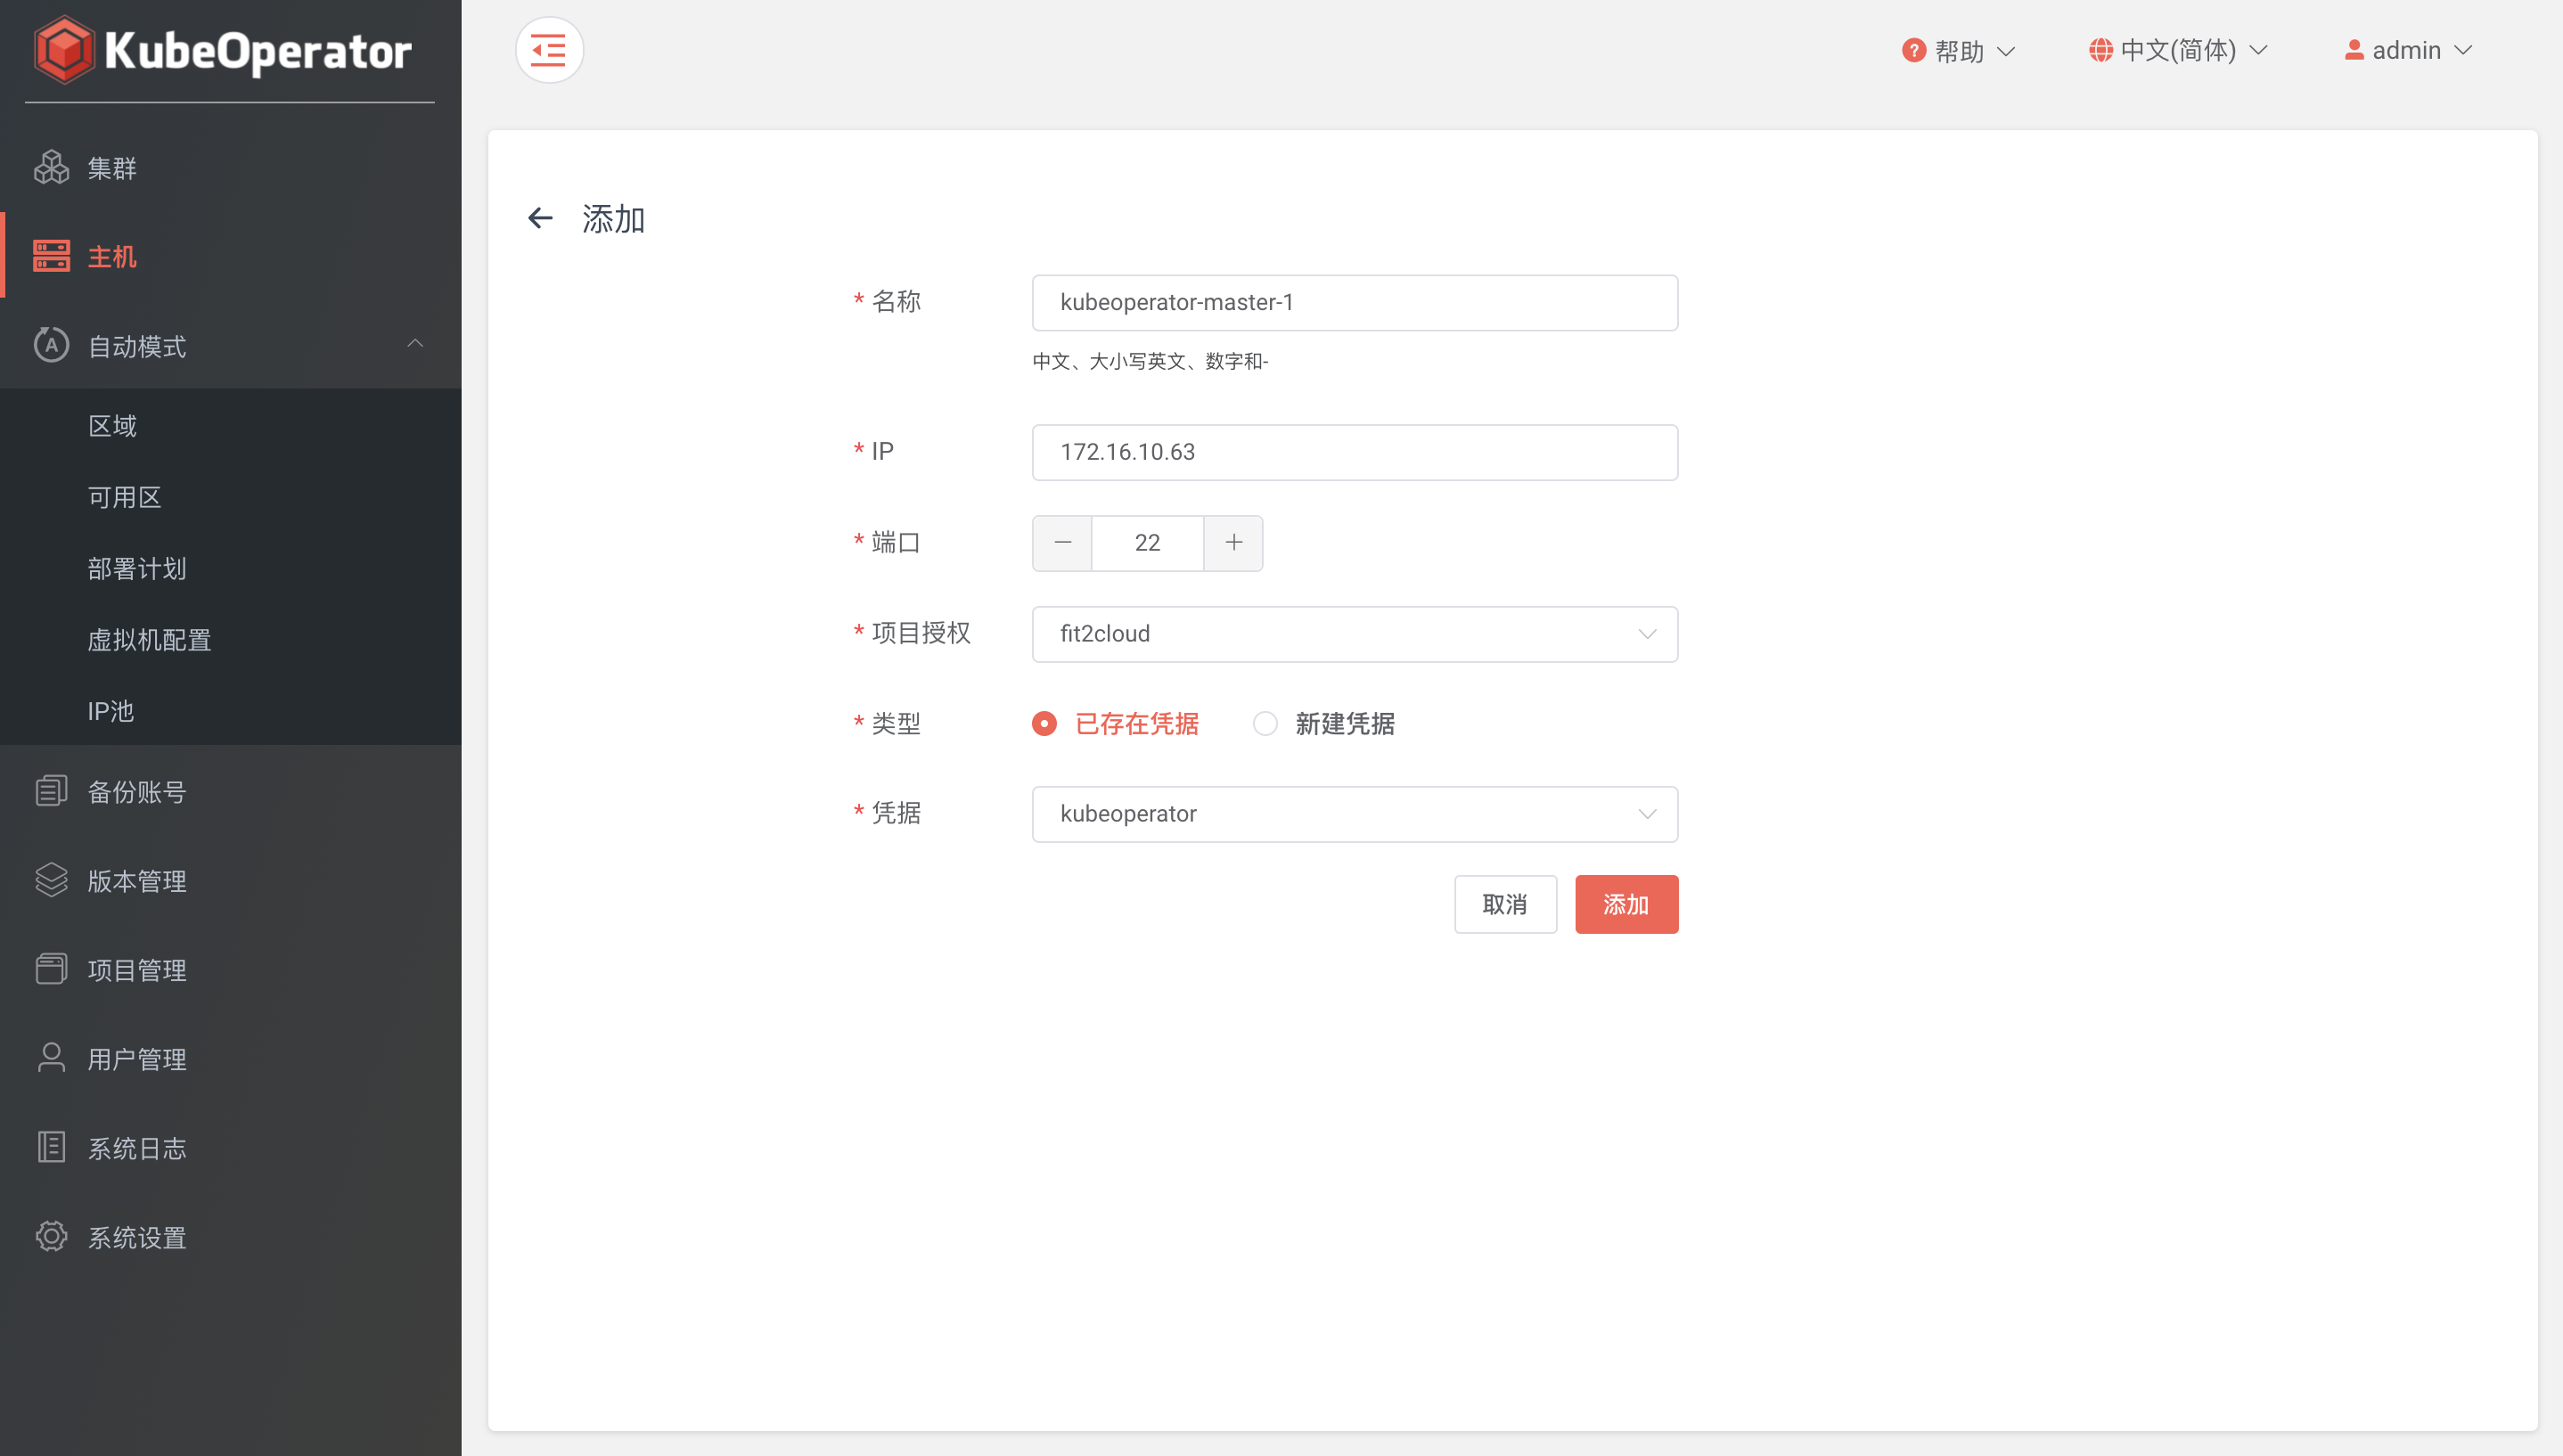 KubeOperator
帮助
中文(简体)
admin
集群
主机
自动模式
区域
可用区
部署计划
虚拟机配置
IP池
备份账号
版本管理
项目管理
用户管理
系统日志
系统设置
添加
* 名称
kubeoperator-master-1
中文、大小写英文、数字和-
* IP
172.16.10.63
* 端口
22
* 项目授权
fit2cloud
* 类型
已存在凭据
新建凭据
* 凭据
kubeoperator
取消
添加